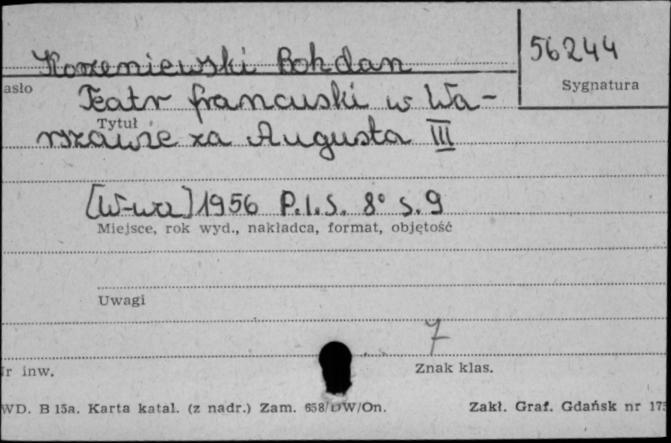 Korzeniewski Bohdan
56244
asło
Sygnatura
Teatr francuski w Wa-
Tytuł
rszawie za Augusta III
[W-wa] 1956 P.I.S. 8° s. 9
Miejsce, rok wyd., nakładca, format, objętość
Uwagi
7
r inw.
Znak klas.
WD. B 15a. Karta katal. (z nadr.) Zam. 658/DW/On.
Zakł. Graf. Gdańsk nr 173